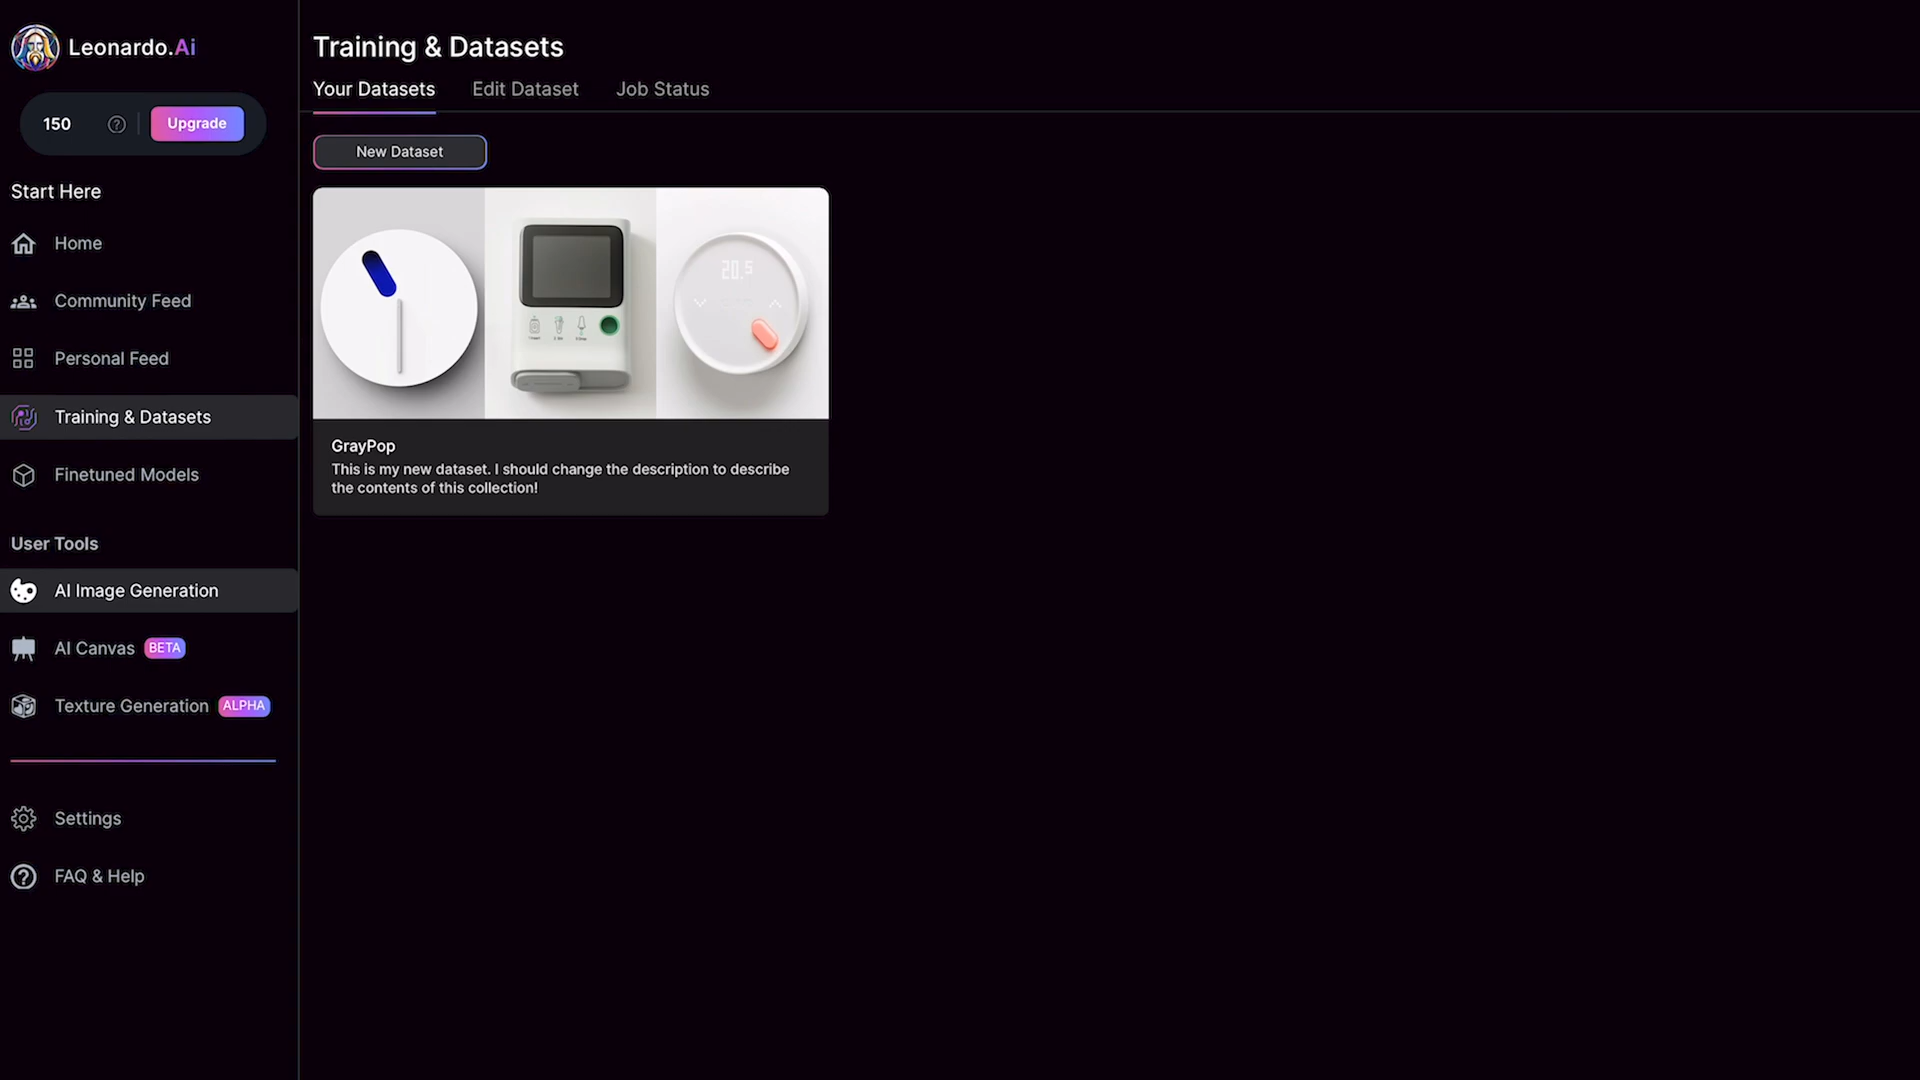 Leonardo.Ai
150
Upgrade
Start Here
Home
Community Feed
Personal Feed
Training & Datasets
Finetuned Models
User Tools
AI Image Generation
AI Canvas BETA
Texture Generation ALPHA
Settings
FAQ & Help
Training & Datasets
Your Datasets
Edit Dataset
Job Status
New Dataset
20.5
GrayPop
This is my new dataset. I should change the description to describe
the contents of this collection!